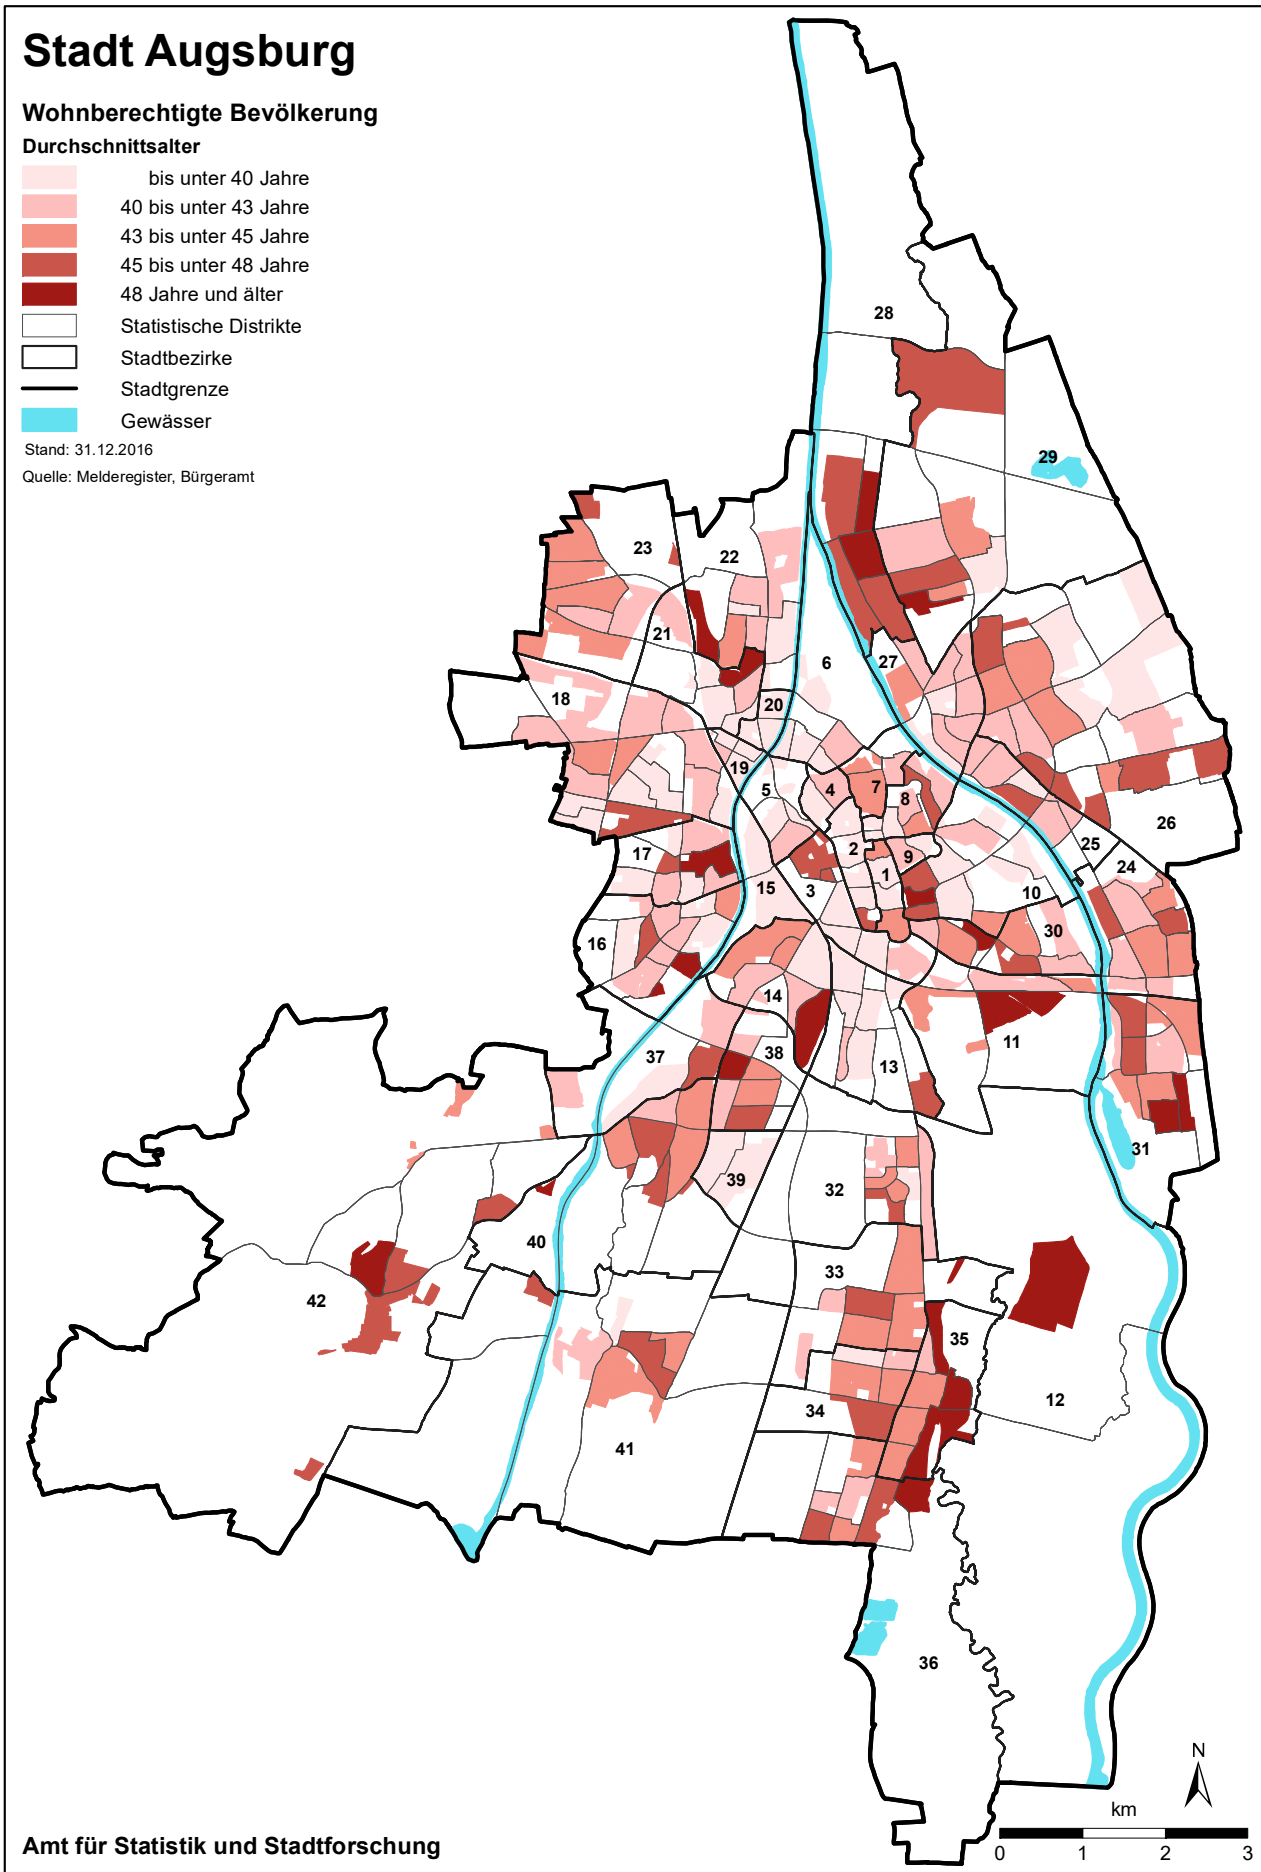 Stadt Augsburg
Wohnberechtigte Bevölkerung
Durchschnittsalter
bis unter 40 Jahre
40 bis unter 43 Jahre
43 bis unter 45 Jahre
45 bis unter 48 Jahre
48 Jahre und älter
Statistische Distrikte
Stadtbezirke
Stadtgrenze
Gewässer
Stand: 31.12.2016
Quelle: Melderegister, Bürgeramt
28
29
23
22
21
6
27
18
20
19
5
4
7
8
26
17
2
9
25
24
15
3
1
10
16
30
14
11
37
38
13
31
39
32
40
33
42
35
12
34
41
36
N
km
0 1 2 3
Amt für Statistik und Stadtforschung